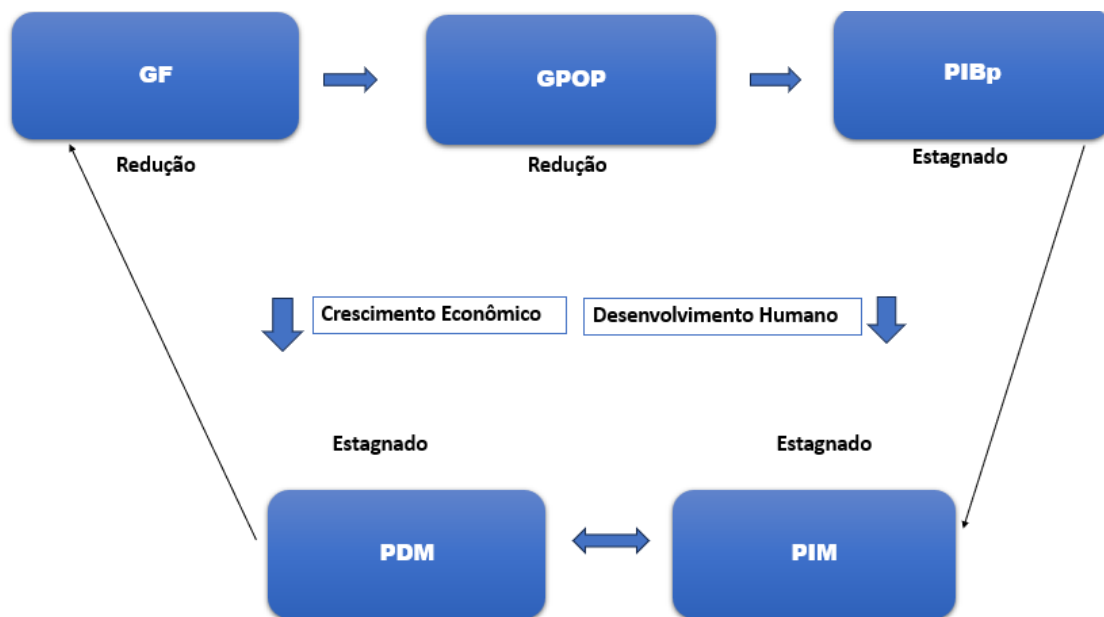 GF
GPOP
PIBp
Redução
Redução
Estagnado
Crescimento Econômico
Desenvolvimento Humano
Estagnado
Estagnado
PDM
PIM